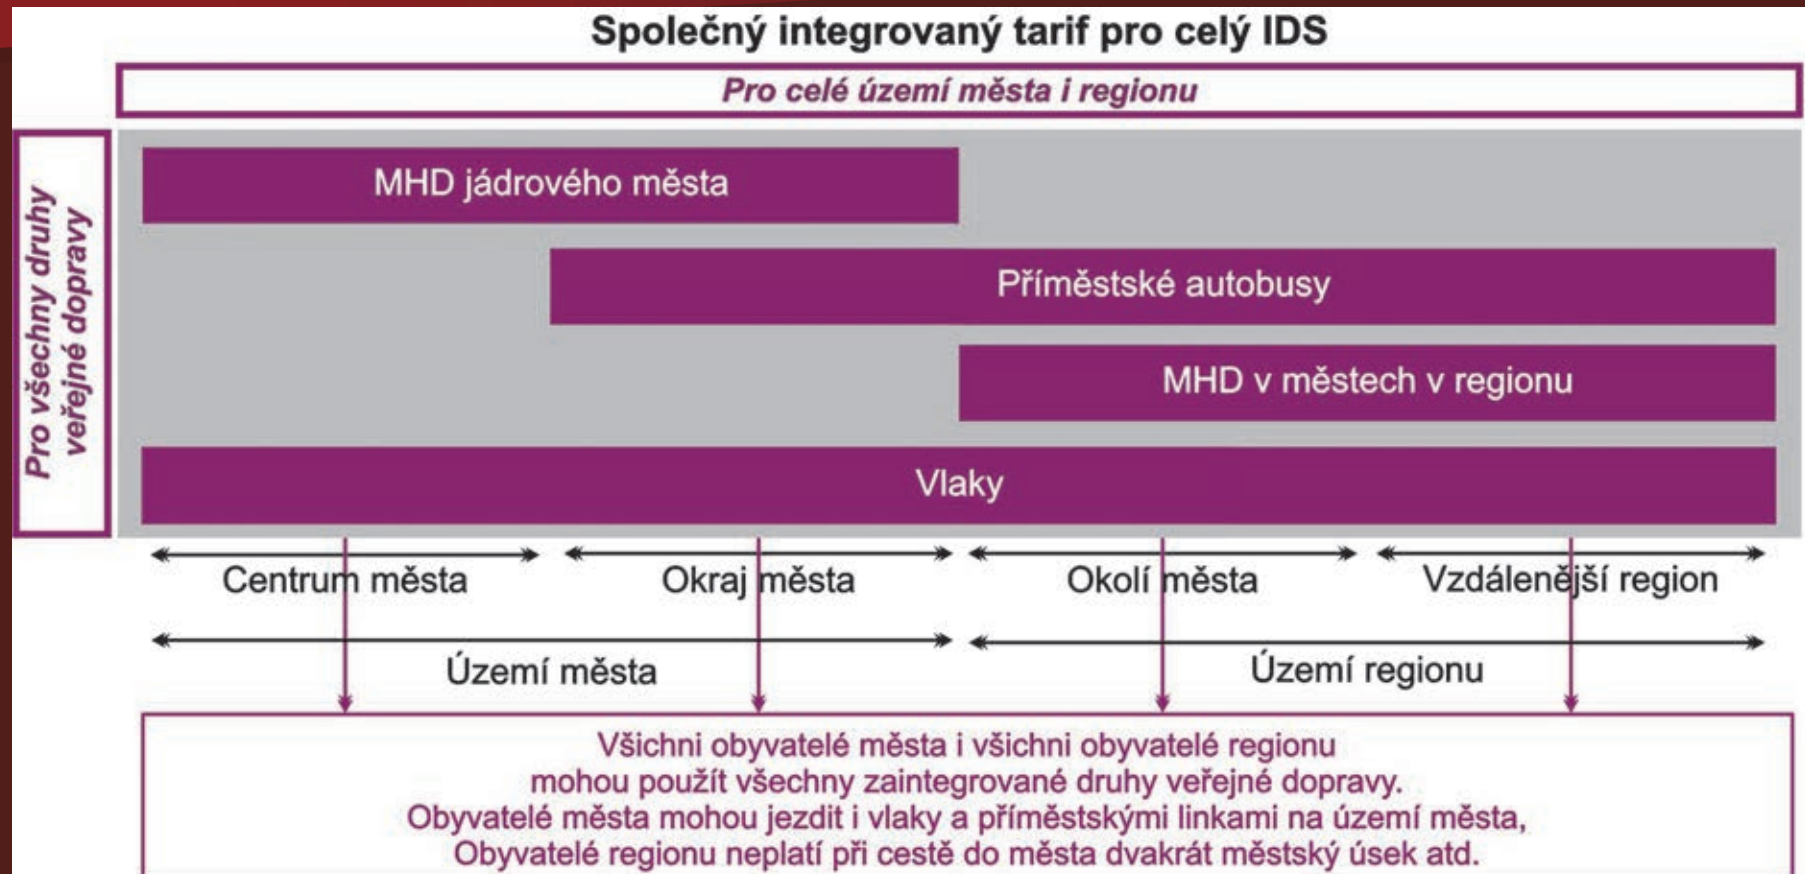 Společný integrovaný tarif pro celý IDS
Pro celé území města i regionu
Pro všechny druhy
veřejné dopravy
MHD jádrového města
Příměstské autobusy
MHD v městech v regionu
Vlaky
Centrum města
Okraj města
Okolí města
Vzdálenější region
Území města
Území regionu
Všichni obyvatelé města i všichni obyvatelé regionu
mohou použít všechny zaintegrované druhy veřejné dopravy.
Obyvatelé města mohou jezdit i vlaky a příměstskými linkami na území města,
Obyvatelé regionu neplatí při cestě do města dvakrát městský úsek atd.